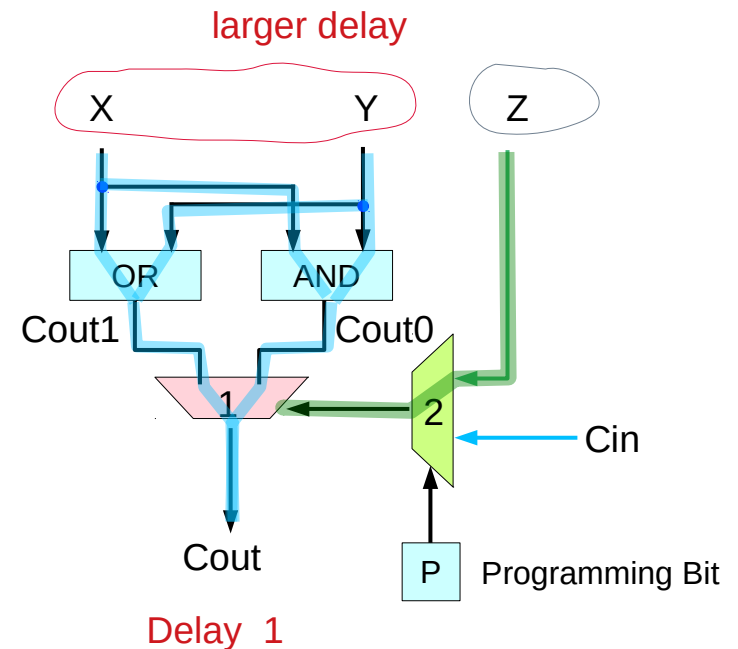 larger delay
X Y Z
OR AND
Cout1 Cout0
1 2
Cin
Cout
P Programming Bit
Delay 1